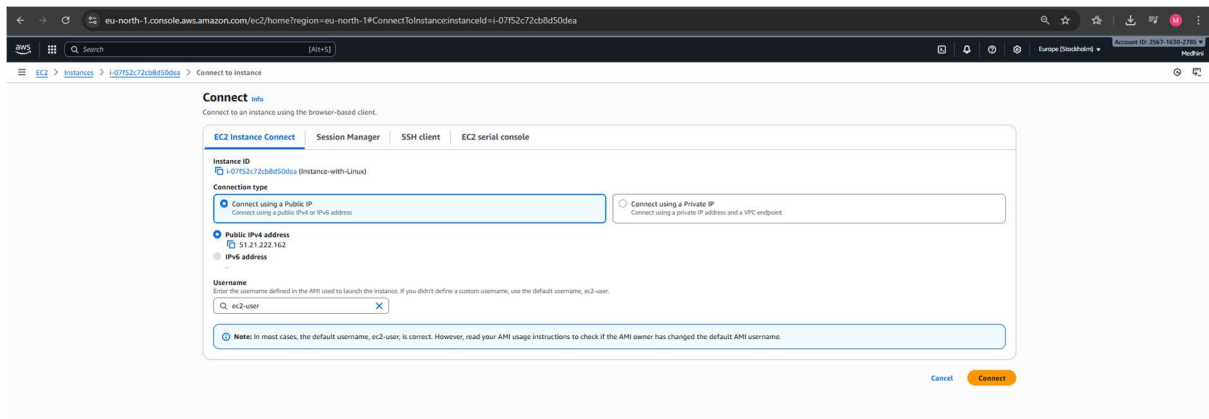 eu-north-1.console.aws.amazon.com/ec2/home?region=eu-north-1#ConnectToInstance:instanceId=i-07f52c72cb8d50dea
M
aws
Search
[Alt+S]
Europe (Stockholm)
Account ID: 2567-1630-2785
Medhini
EC2 > Instances > i-07f52c72cb8d50dea > Connect to instance
Connect Info
Connect to an instance using the browser-based client.
EC2 Instance Connect
Session Manager
SSH client
EC2 serial console
Instance ID
i-07f52c72cb8d50dea (Instance-with-Linux)
Connection type
Connect using a Public IP
Connect using a public IPv4 or IPv6 address
Connect using a Private IP
Connect using a private IP address and a VPC endpoint
Public IPv4 address
51.21.222.162
IPv6 address
–
Username
Enter the username defined in the AMI used to launch the instance. If you didn't define a custom username, use the default username, ec2-user.
ec2-user
Note: In most cases, the default username, ec2-user, is correct. However, read your AMI usage instructions to check if the AMI owner has changed the default AMI username.
Cancel
Connect